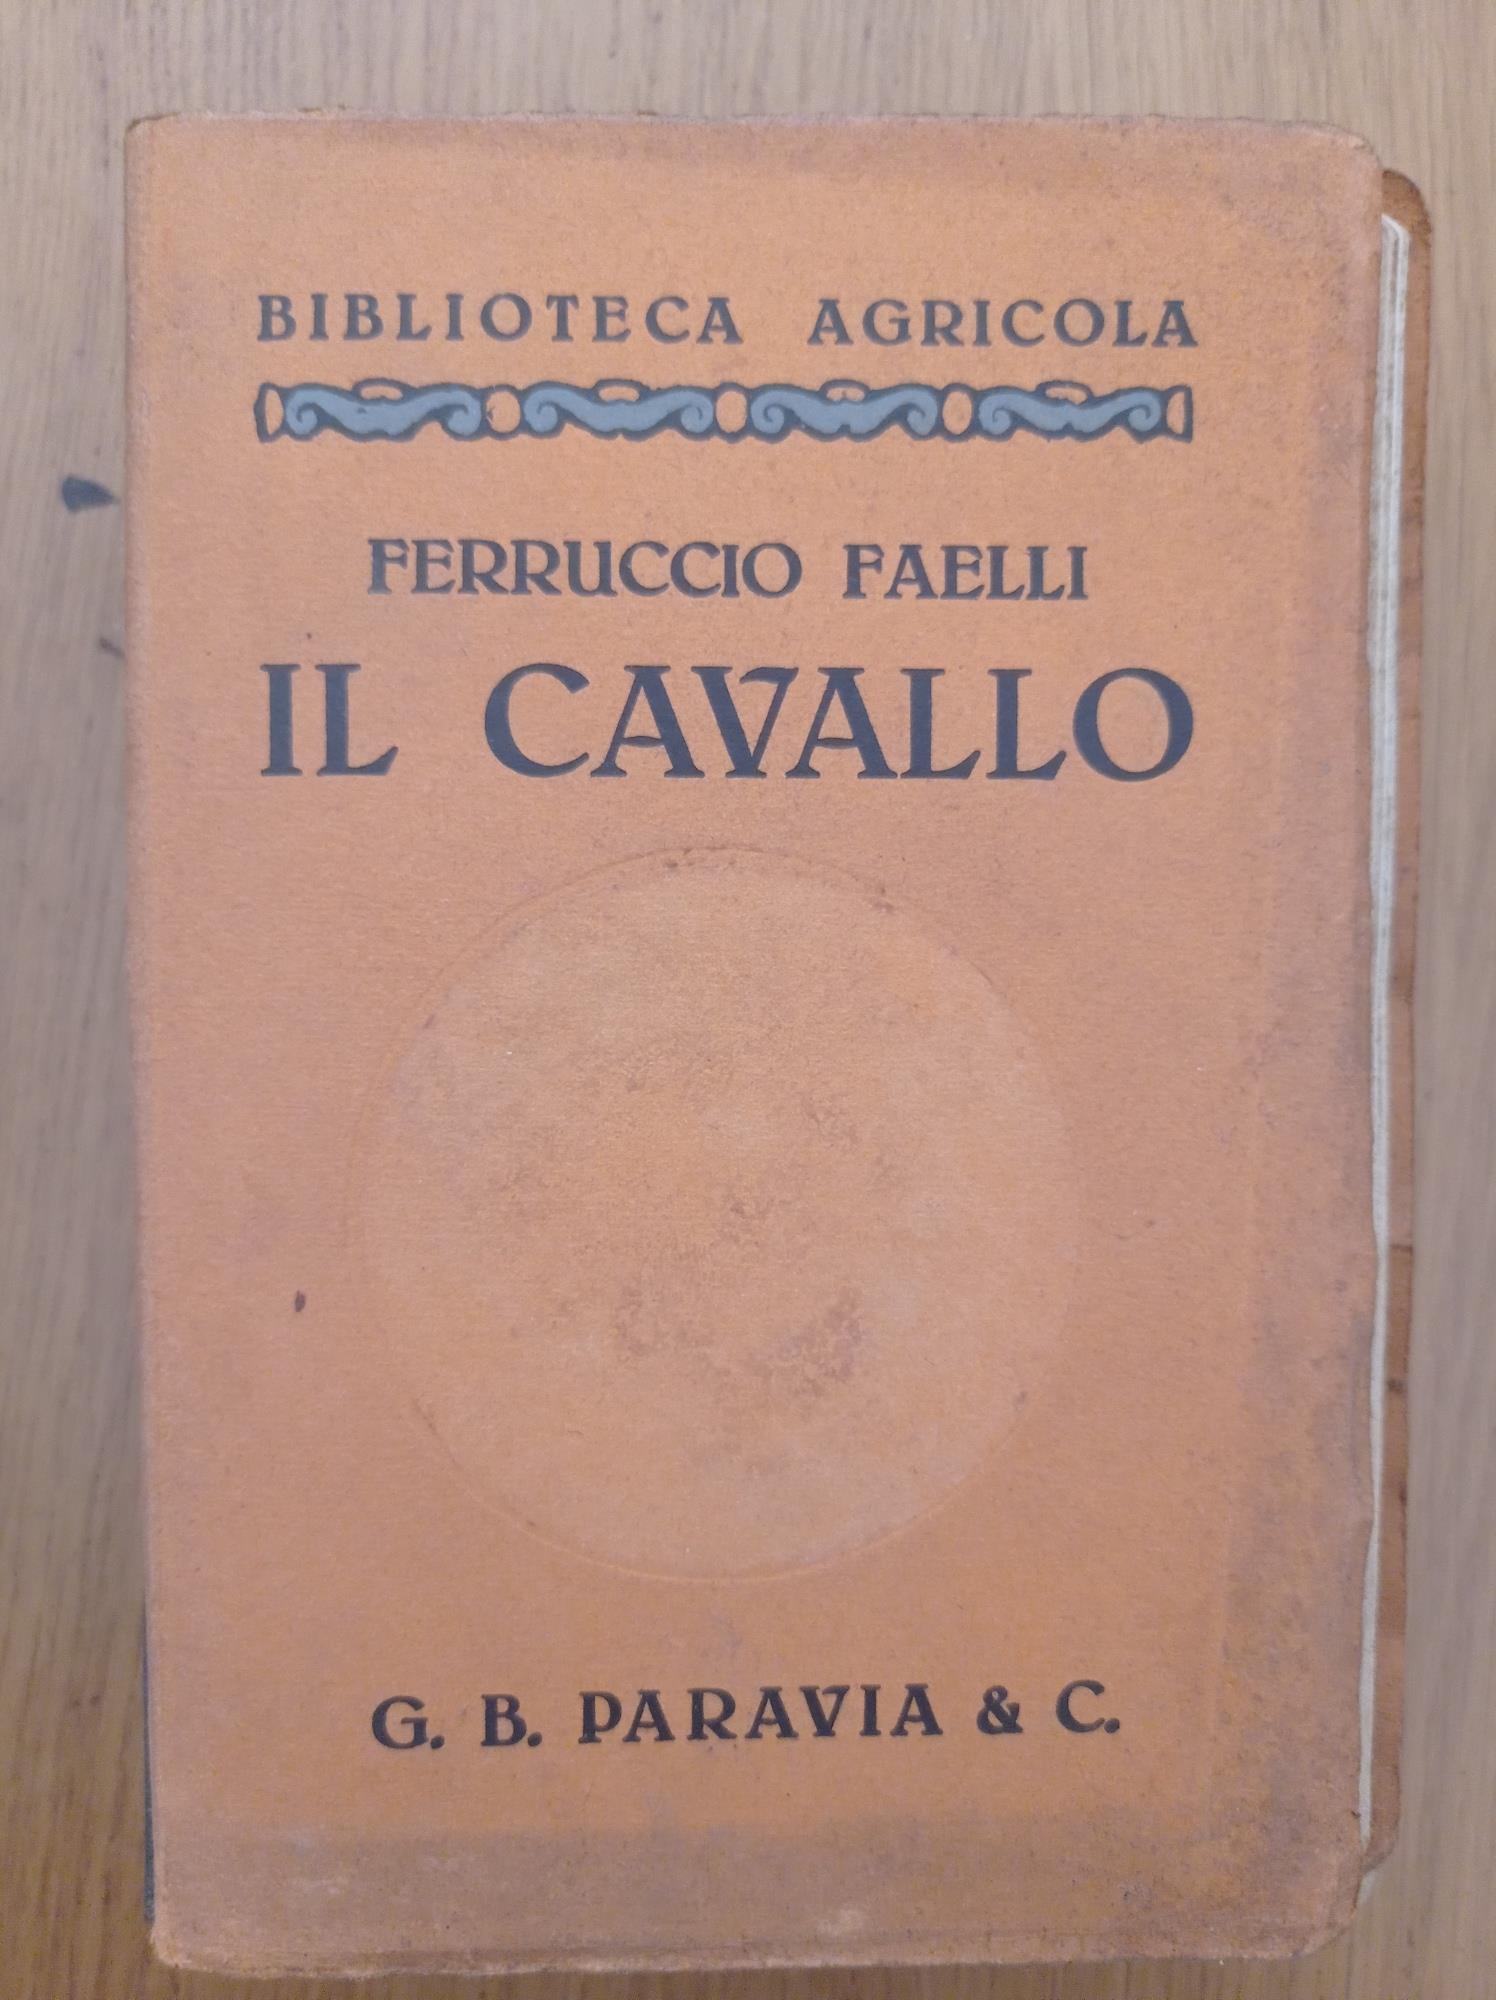 BIBLIOTECA AGRICOLA
FERRUCCIO FAELLI
IL CAVALLO
G. B. PARAVIA & C.